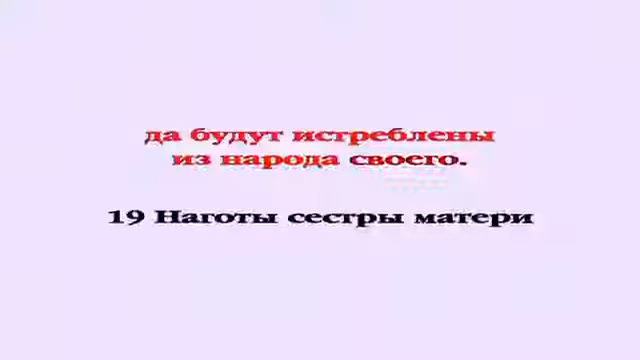 да будут истреблены
из народа своего.
19 Наготы сестры матери